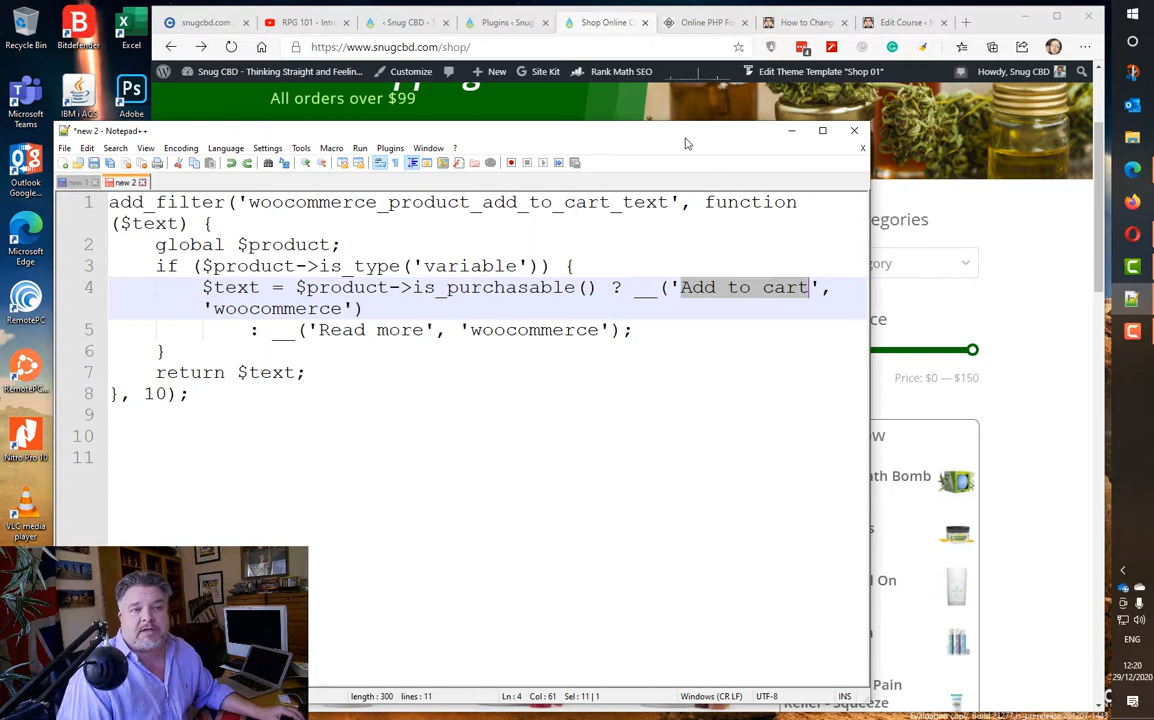 Recycle Bin
Bitdefender
Excel
Microsoft Teams
IBM i ACS
Adobe
Outlook Google...
Microsoft Edge
RemotePC
RemotePC...
Nitro Pro 10
VLC media player
snugcbd.com
RPG 101 - Intr
‹ Snug CBD - T
Plugins ‹ Snug
Shop Online C
Online PHP Fo
How to Chang
Edit Course ‹ N
https://www.snugcbd.com/shop/
Snug CBD - Thinking Straight and Feelin...
Customize
New
Site Kit
Rank Math SEO
Edit Theme Template "Shop 01"
Howdy, Snug CBD
All orders over $99
*new 2 - Notepad++
File Edit Search View Encoding Language Settings Tools Macro Run Plugins Window ?
X
new 1
new 2
1 add_filter('woocommerce_product_add_to_cart_text', function
($text) {
2 global $product;
3 if ($product->is_type('variable')) {
4 $text = $product->is_purchasable() ? __('Add to cart',
'woocommerce')
5 : __('Read more', 'woocommerce');
6 }
7 return $text;
8 }, 10);
9
10
11
egories
gory
ce
Price: $0 — $150
ow
ath Bomb
s
l On
Pain
Squeeze
length: 300 lines: 11
Ln: 4 Col: 61 Sel: 11 | 1
Windows (CR LF)
UTF-8
INS
ENG
12:20
29/12/2020